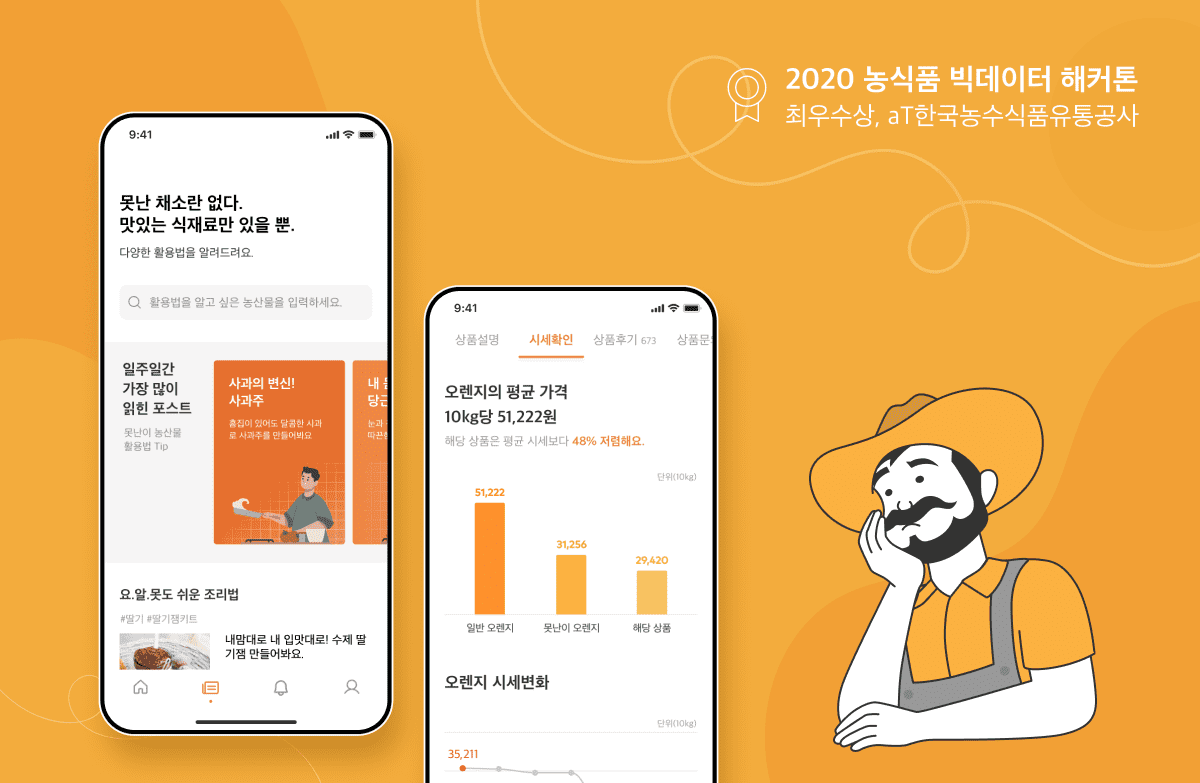 2020 농식품 빅데이터 해커톤
최우수상, aT한국농수식품유통공사
9:41
못난 채소란 없다.
맛있는 식재료만 있을 뿐.
다양한 활용법을 알려드려요.
활용법을 알고 싶은 농산물을 입력하세요.
일주일간
가장 많이
읽힌 포스트
못난이 농산물
활용법 Tip
사과의 변신!
사과주
흠집이 있어도 달콤한 사과
로 사과주를 만들어봐요
내
당근
눈과
따끈한
요.알.못도 쉬운 조리법
#딸기 #딸기잼키트
내맘대로 내 입맛대로! 수제 딸
기잼 만들어봐요.
9:41
상품설명 시세확인 상품후기 673 상품문
오렌지의 평균 가격
10kg당 51,222원
해당 상품은 평균 시세보다 48% 저렴해요.
단위(10kg)
51,222
31,256
29,420
일반 오렌지 못난이 오렌지 해당 상품
오렌지 시세변화
단위(10kg)
35,211